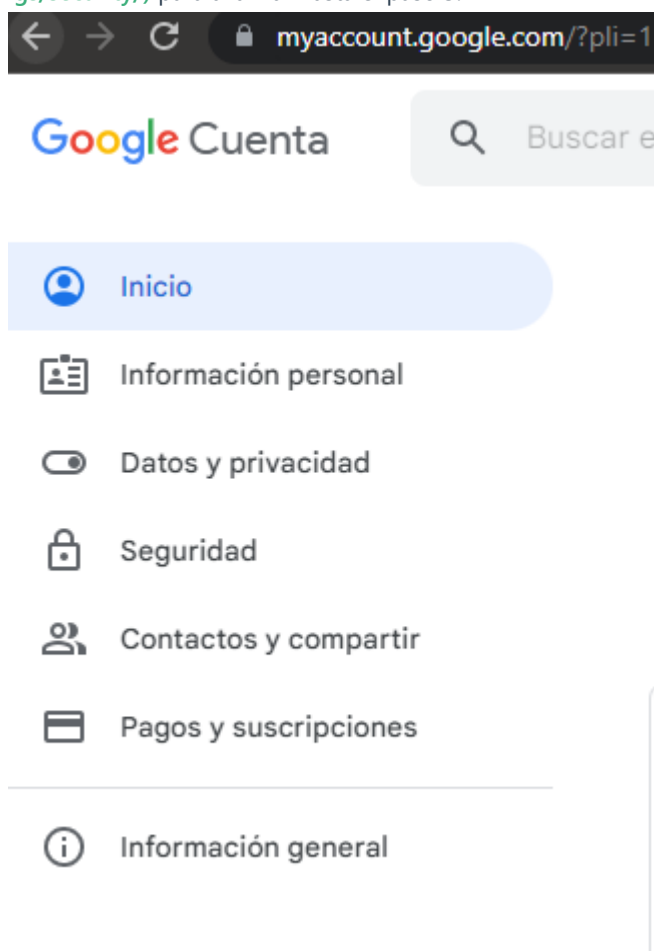 myaccount.google.com/?pli=1
Google Cuenta
Buscar e
Inicio
Información personal
Datos y privacidad
Seguridad
Contactos y compartir
Pagos y suscripciones
Información general